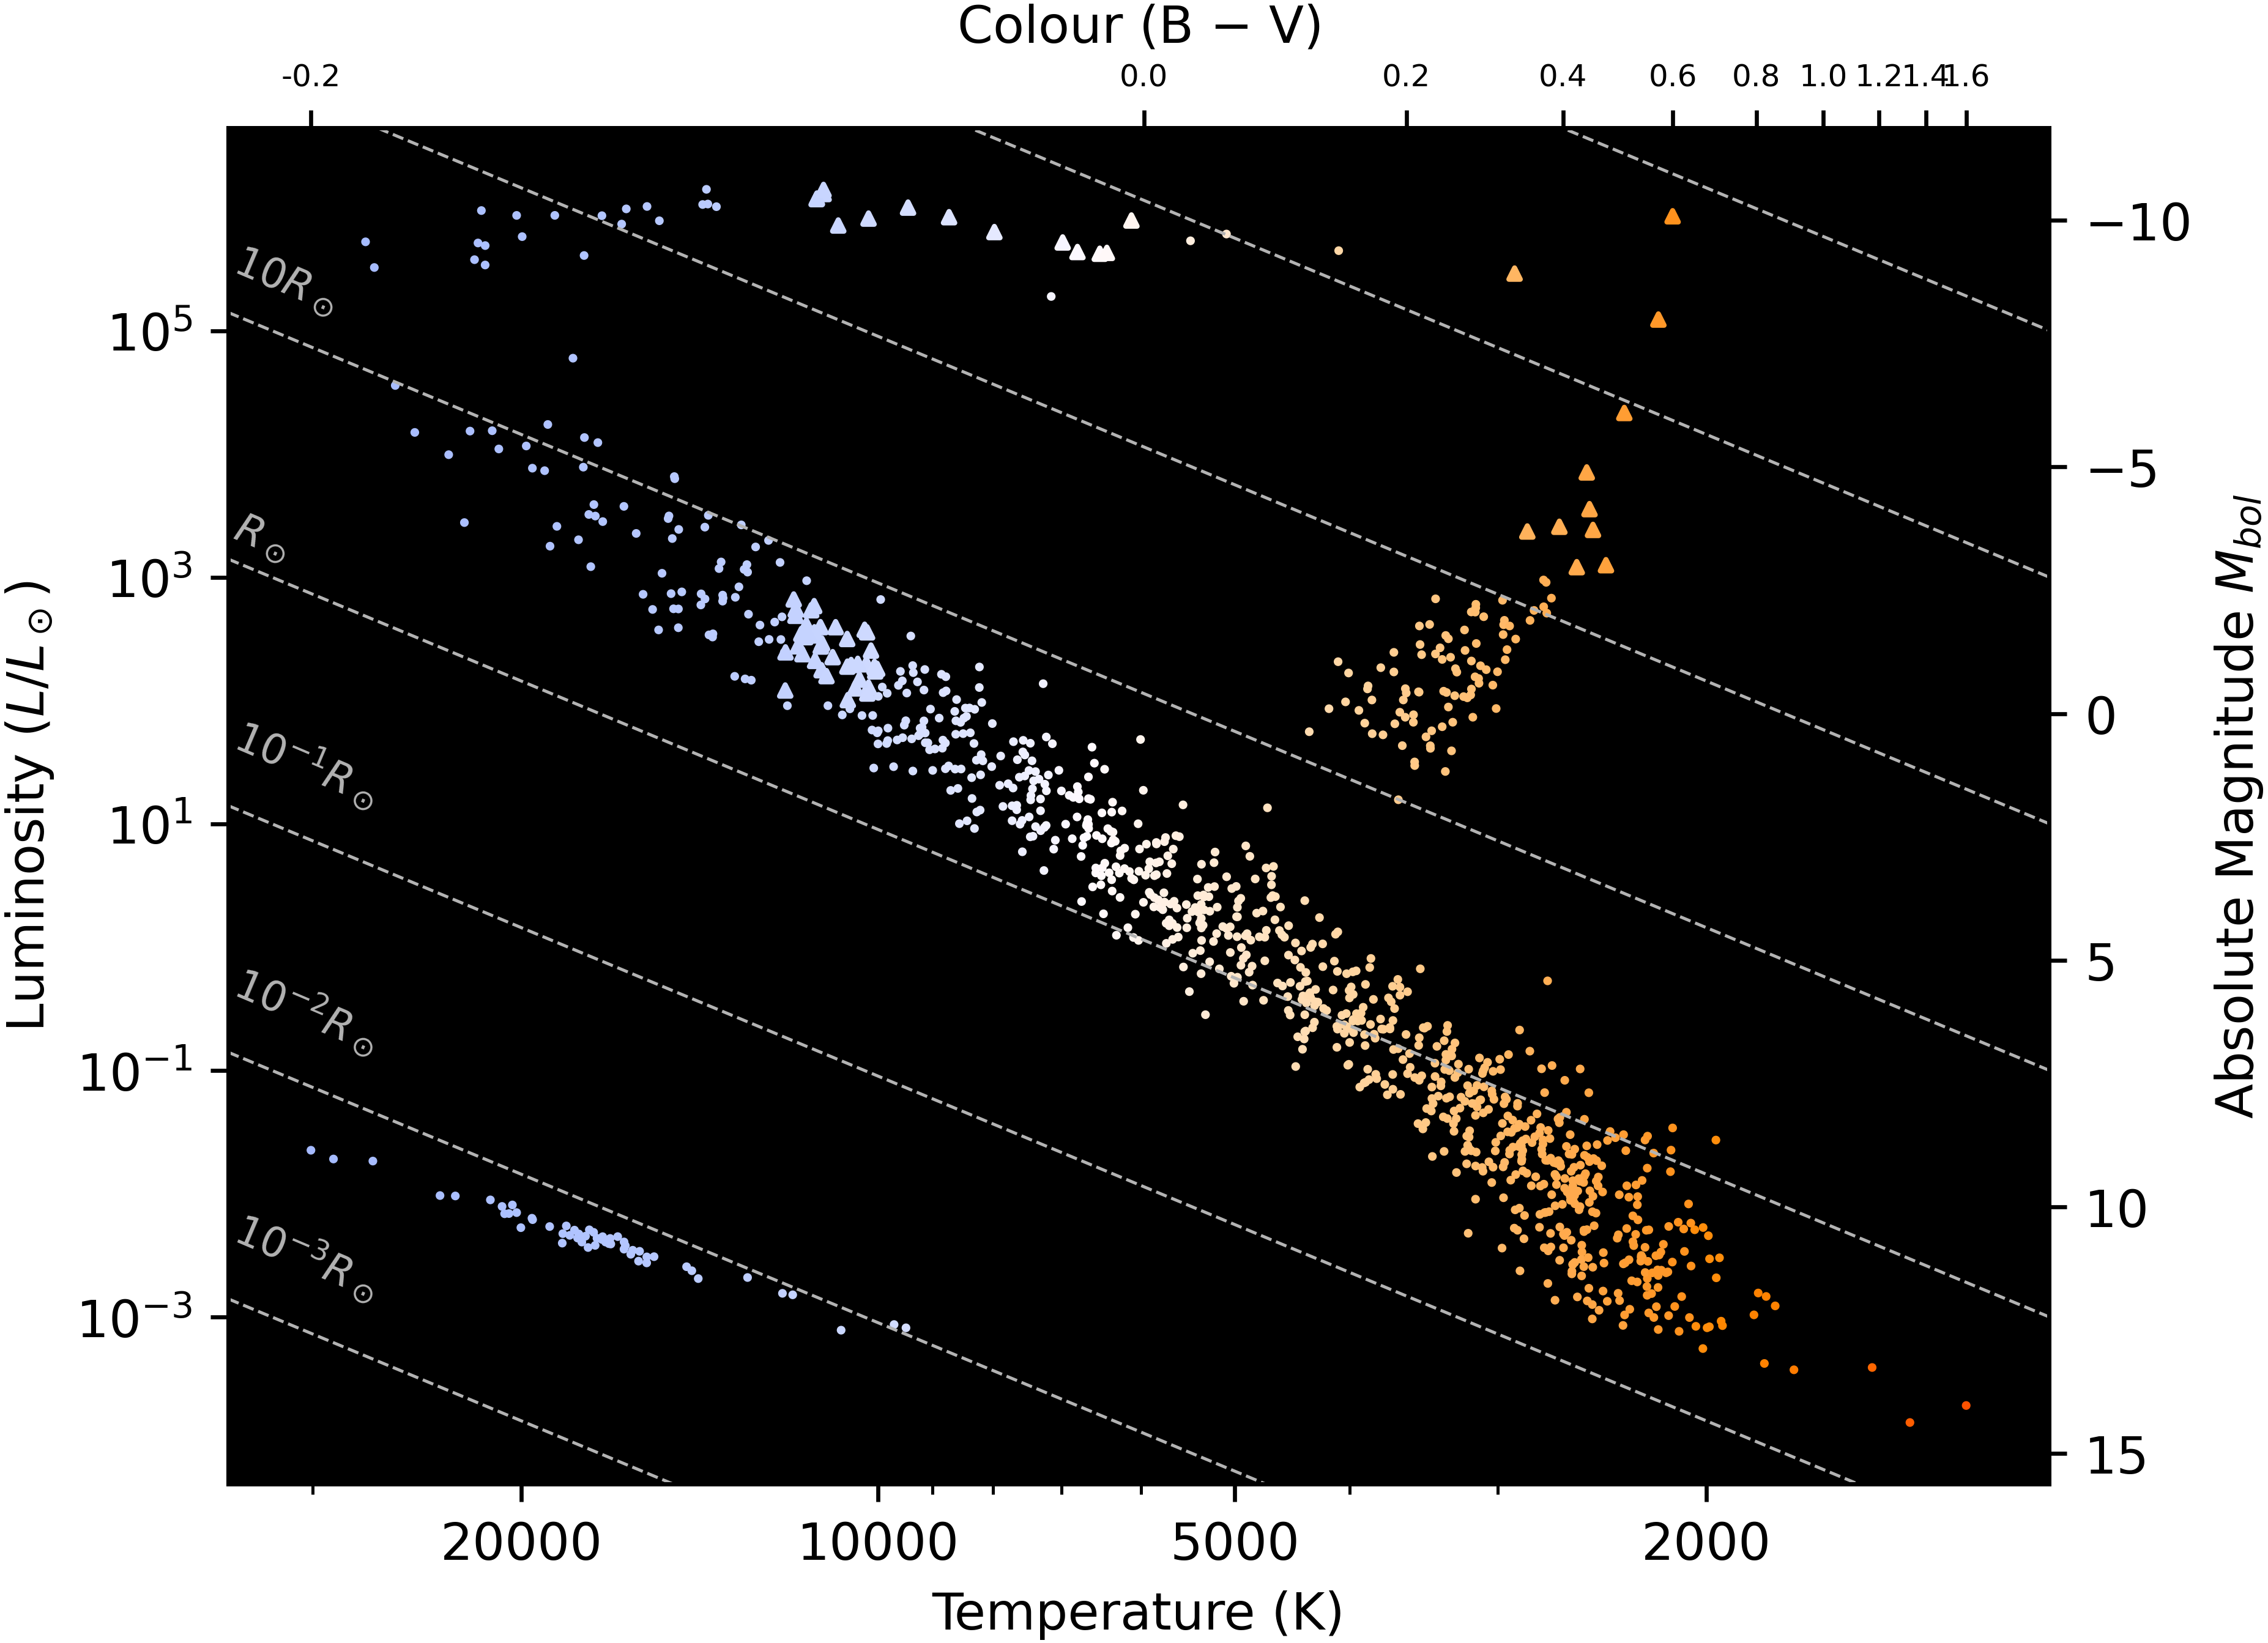 Colour (B − V)
-0.2 0.0 0.2 0.4 0.6 0.8 1.0 1.2 1.4 1.6
Luminosity (L/L⊙)
10⁵
10³
10¹
10⁻¹
10⁻³
10R⊙
R⊙
10⁻¹R⊙
10⁻²R⊙
10⁻³R⊙
−10
−5
0
5
10
15
Absolute Magnitude M_bol
20000 10000 5000 2000
Temperature (K)